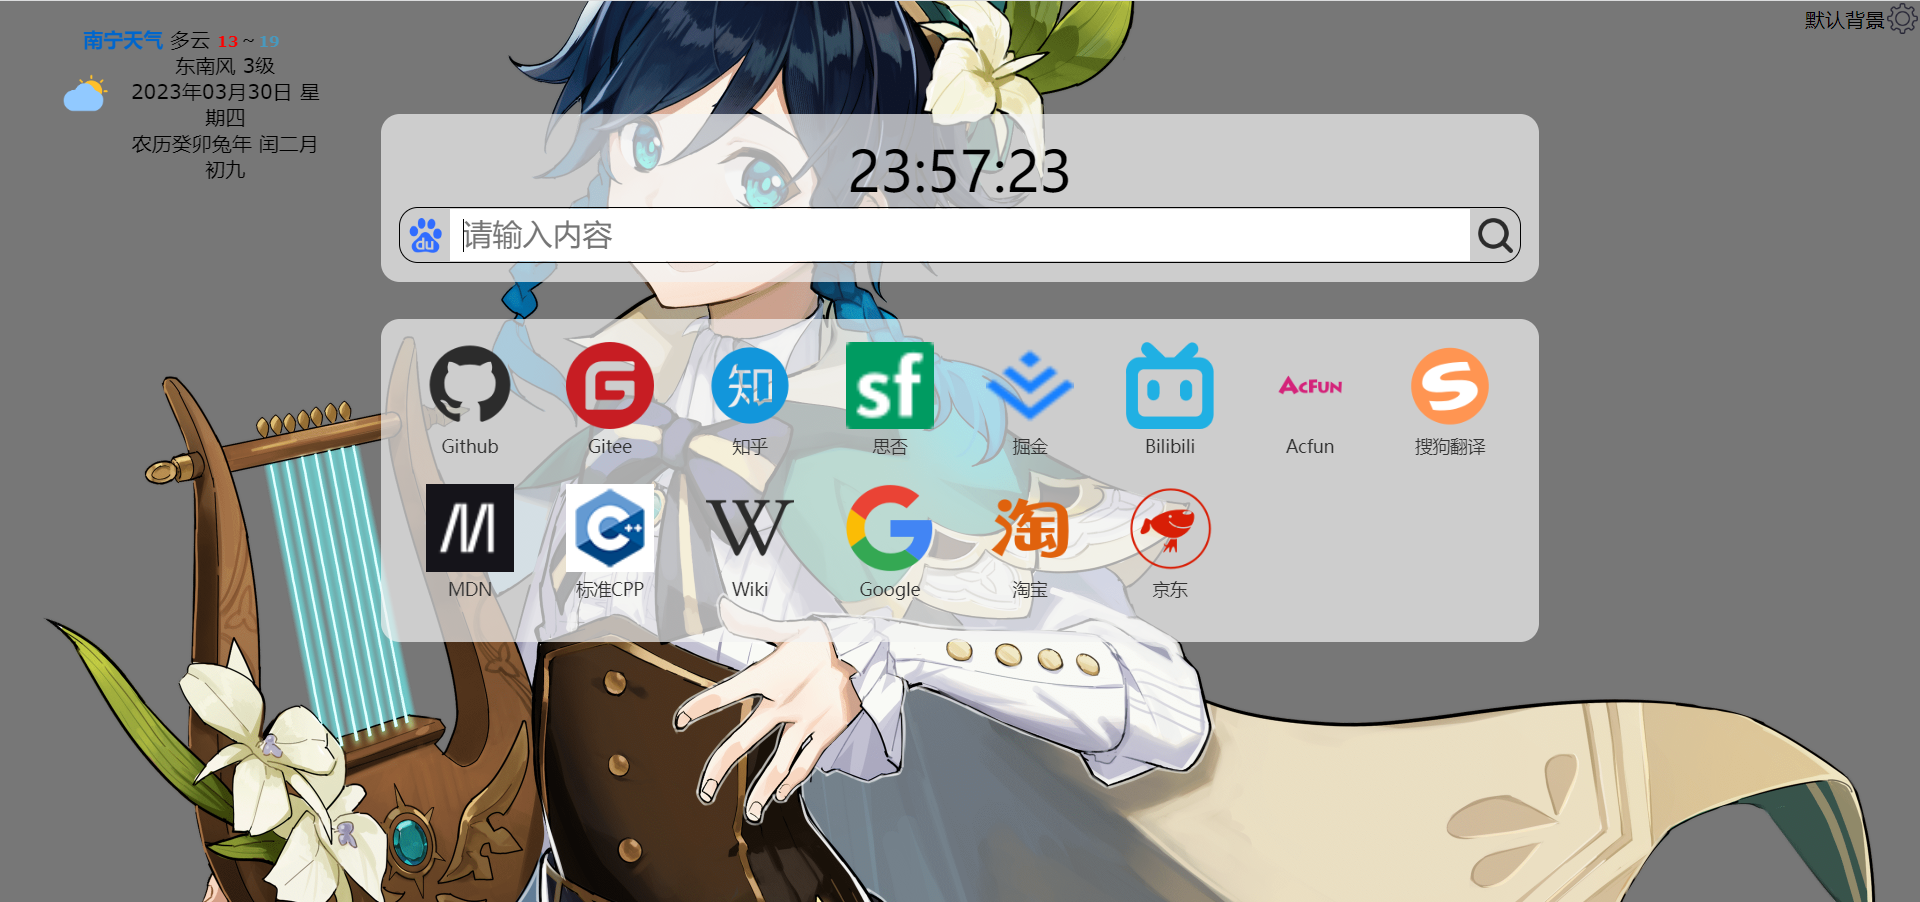 南宁天气 多云 13 ~ 19
东南风 3级
2023年03月30日 星
期四
农历癸卯兔年 闰二月
初九
默认背景
23:57:23
du 请输入内容
知 sf ACFUN
Github Gitee 知乎 思否 掘金 Bilibili Acfun 搜狗翻译
C++ W G 淘
MDN 标准CPP Wiki Google 淘宝 京东